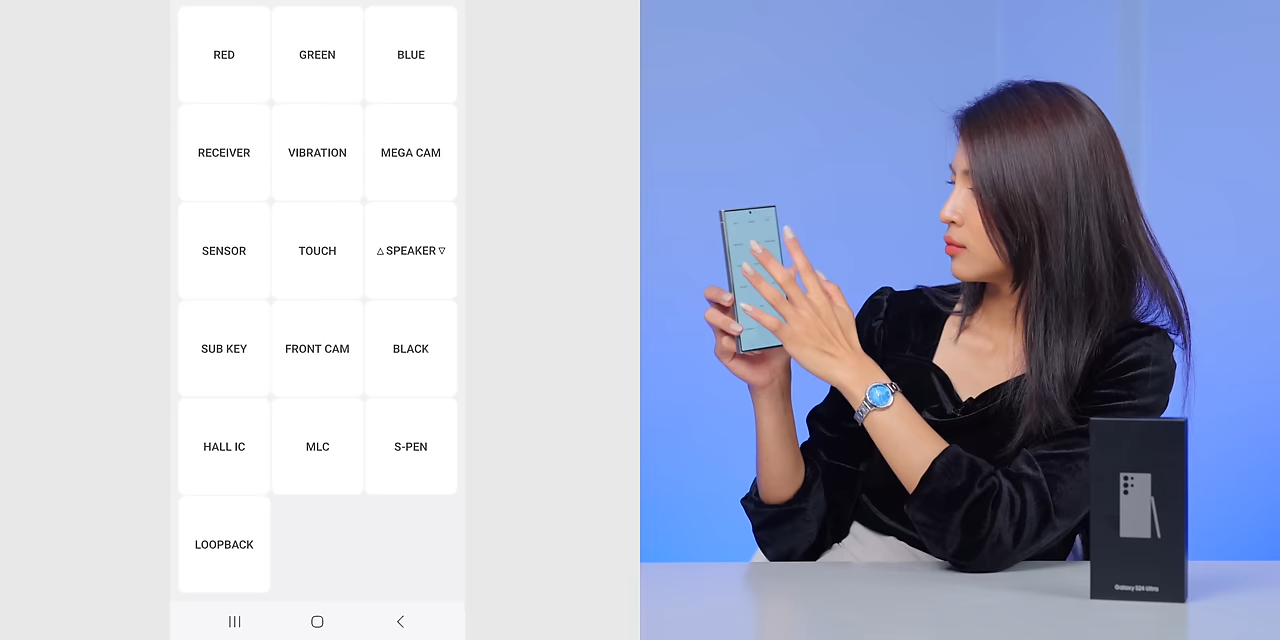 RED
GREEN
BLUE
RECEIVER
VIBRATION
MEGA CAM
SENSOR
TOUCH
△ SPEAKER ▽
SUB KEY
FRONT CAM
BLACK
HALL IC
MLC
S-PEN
LOOPBACK
Galaxy S24 Ultra